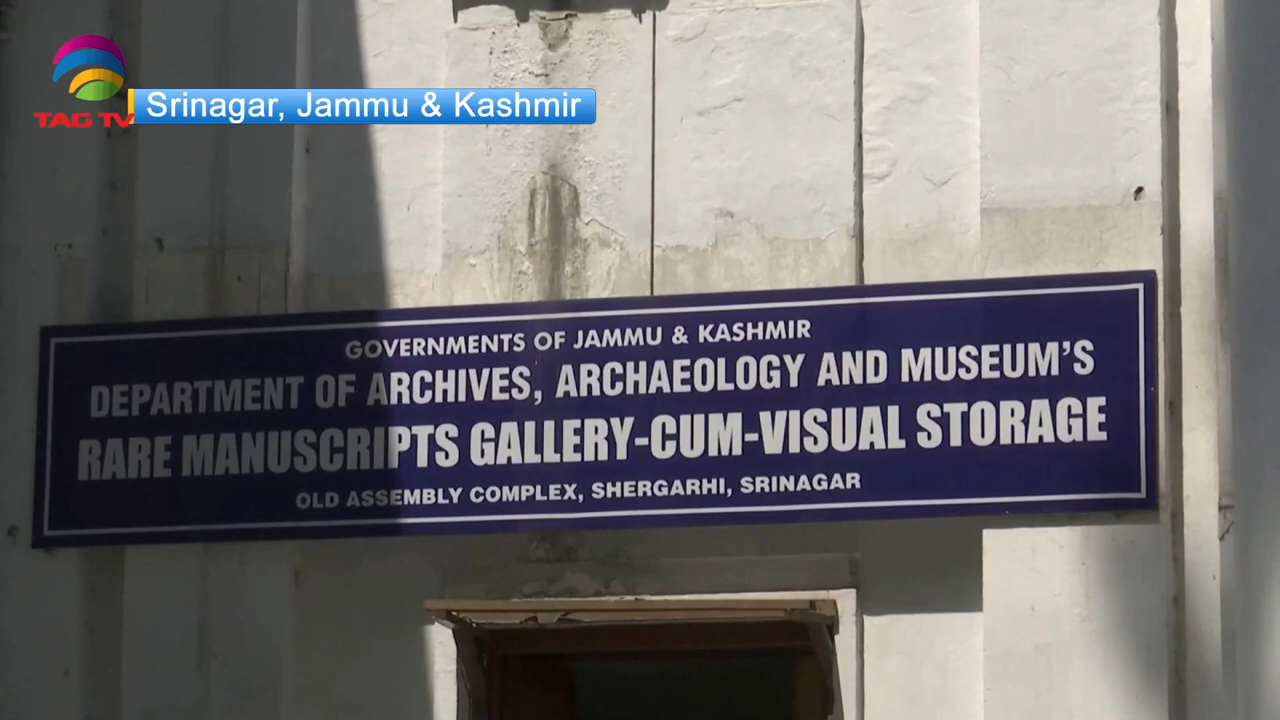 TAG TV
Srinagar, Jammu & Kashmir
GOVERNMENTS OF JAMMU & KASHMIR
DEPARTMENT OF ARCHIVES, ARCHAEOLOGY AND MUSEUM'S
RARE MANUSCRIPTS GALLERY-CUM-VISUAL STORAGE
OLD ASSEMBLY COMPLEX, SHERGARHI, SRINAGAR